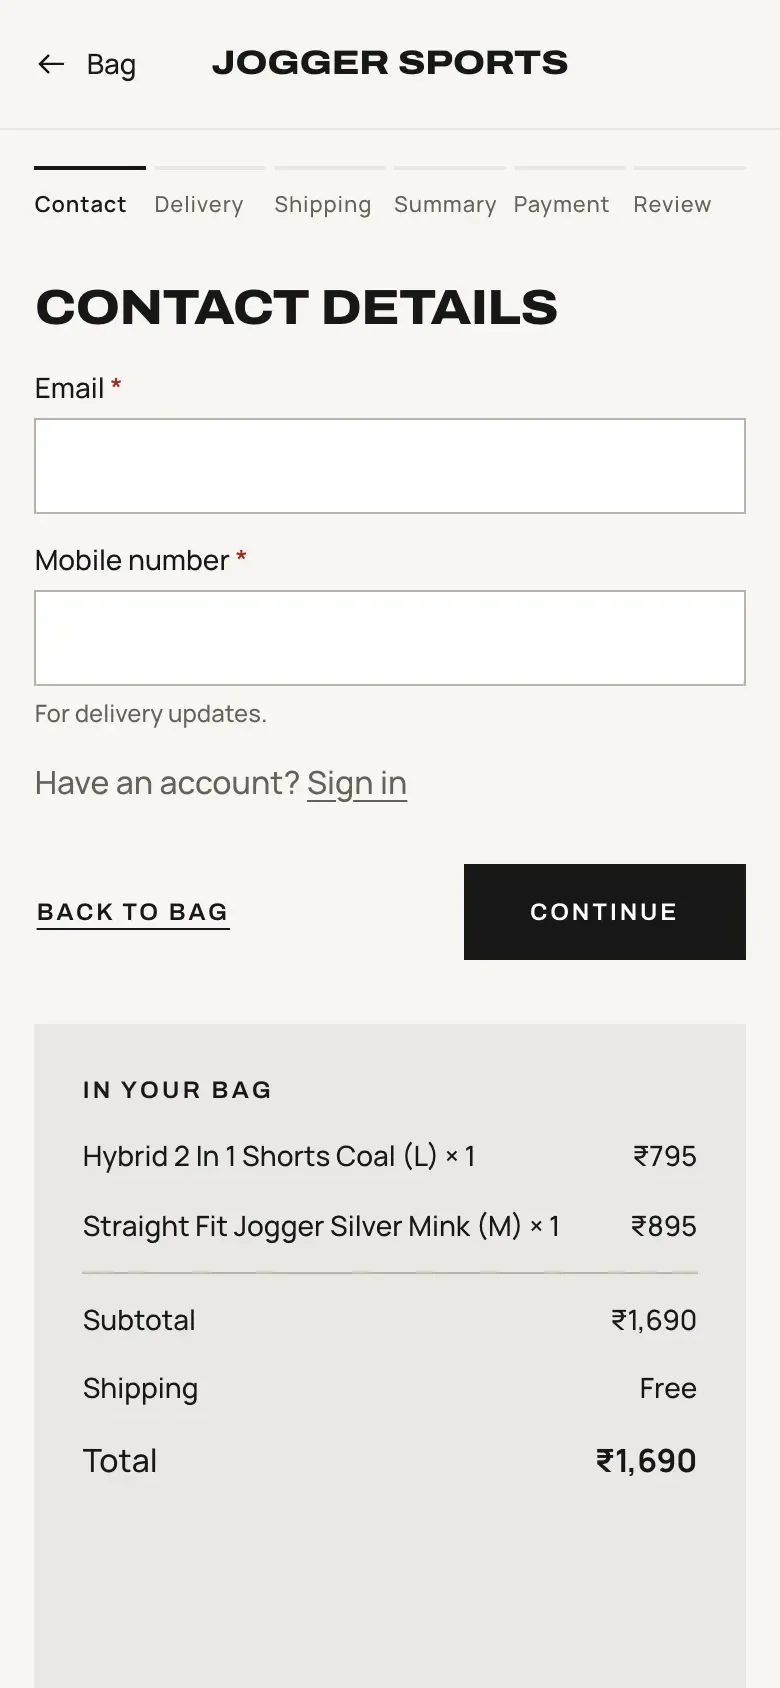 ← Bag JOGGER SPORTS
Contact Delivery Shipping Summary Payment Review
CONTACT DETAILS
Email *
Mobile number *
For delivery updates.
Have an account? Sign in
BACK TO BAG CONTINUE
IN YOUR BAG
Hybrid 2 In 1 Shorts Coal (L) × 1 ₹795
Straight Fit Jogger Silver Mink (M) × 1 ₹895
Subtotal ₹1,690
Shipping Free
Total ₹1,690